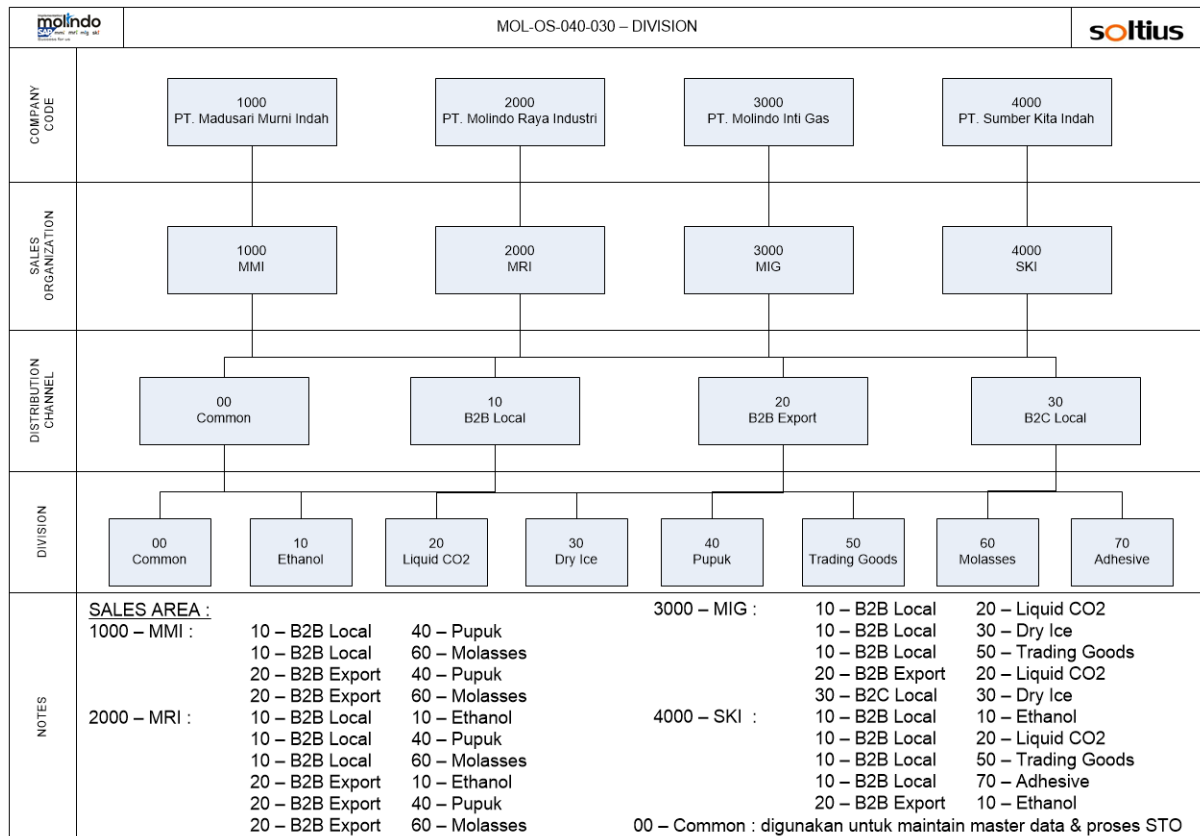 molindo
SAP mmi mri mig ski
MOL-OS-040-030 – DIVISION
soltius
COMPANY CODE
1000
PT. Madusari Murni Indah
2000
PT. Molindo Raya Industri
3000
PT. Molindo Inti Gas
4000
PT. Sumber Kita Indah
SALES ORGANIZATION
1000
MMI
2000
MRI
3000
MIG
4000
SKI
DISTRIBUTION CHANNEL
00
Common
10
B2B Local
20
B2B Export
30
B2C Local
DIVISION
00
Common
10
Ethanol
20
Liquid CO2
30
Dry Ice
40
Pupuk
50
Trading Goods
60
Molasses
70
Adhesive
NOTES
SALES AREA :
1000 – MMI : 10 – B2B Local 40 – Pupuk
10 – B2B Local 60 – Molasses
20 – B2B Export 40 – Pupuk
20 – B2B Export 60 – Molasses
2000 – MRI : 10 – B2B Local 10 – Ethanol
10 – B2B Local 40 – Pupuk
10 – B2B Local 60 – Molasses
20 – B2B Export 10 – Ethanol
20 – B2B Export 40 – Pupuk
20 – B2B Export 60 – Molasses
3000 – MIG : 10 – B2B Local 20 – Liquid CO2
10 – B2B Local 30 – Dry Ice
10 – B2B Local 50 – Trading Goods
20 – B2B Export 20 – Liquid CO2
30 – B2C Local 30 – Dry Ice
4000 – SKI : 10 – B2B Local 10 – Ethanol
10 – B2B Local 20 – Liquid CO2
10 – B2B Local 50 – Trading Goods
10 – B2B Local 70 – Adhesive
20 – B2B Export 10 – Ethanol
00 – Common : digunakan untuk maintain master data & proses STO